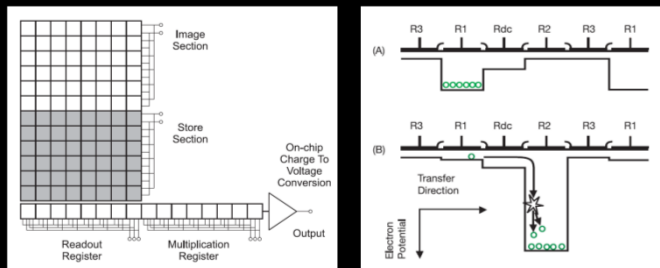 Image
Section
Store
Section
On-chip
Charge To
Voltage
Conversion
Output
Readout
Register
Multiplication
Register
R3 R1 Rdc R2 R3 R1
(A)
R3 R1 Rdc R2 R3 R1
(B)
Transfer
Direction
Electron
Potential